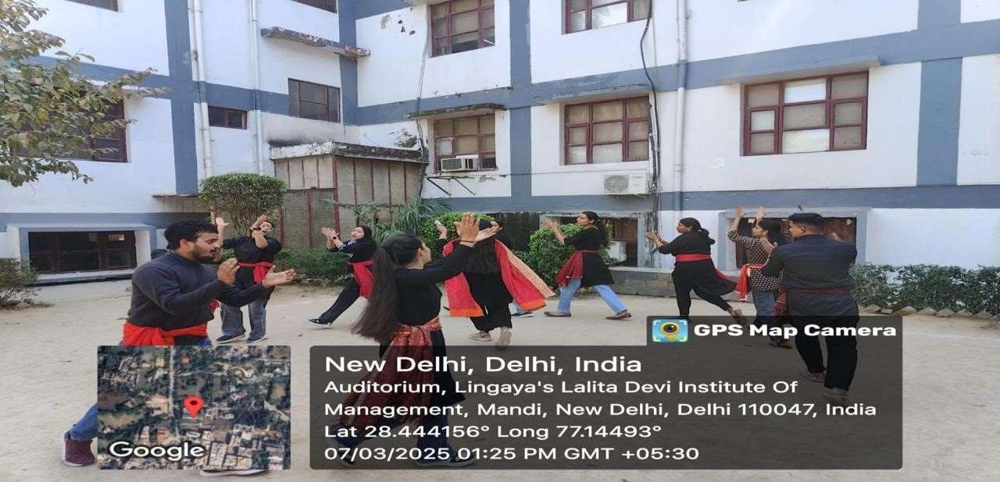 GPS Map Camera
New Delhi, Delhi, India
Auditorium, Lingaya's Lalita Devi Institute Of
Management, Mandi, New Delhi, Delhi 110047, India
Lat 28.444156° Long 77.14493°
07/03/2025 01:25 PM GMT +05:30
Google